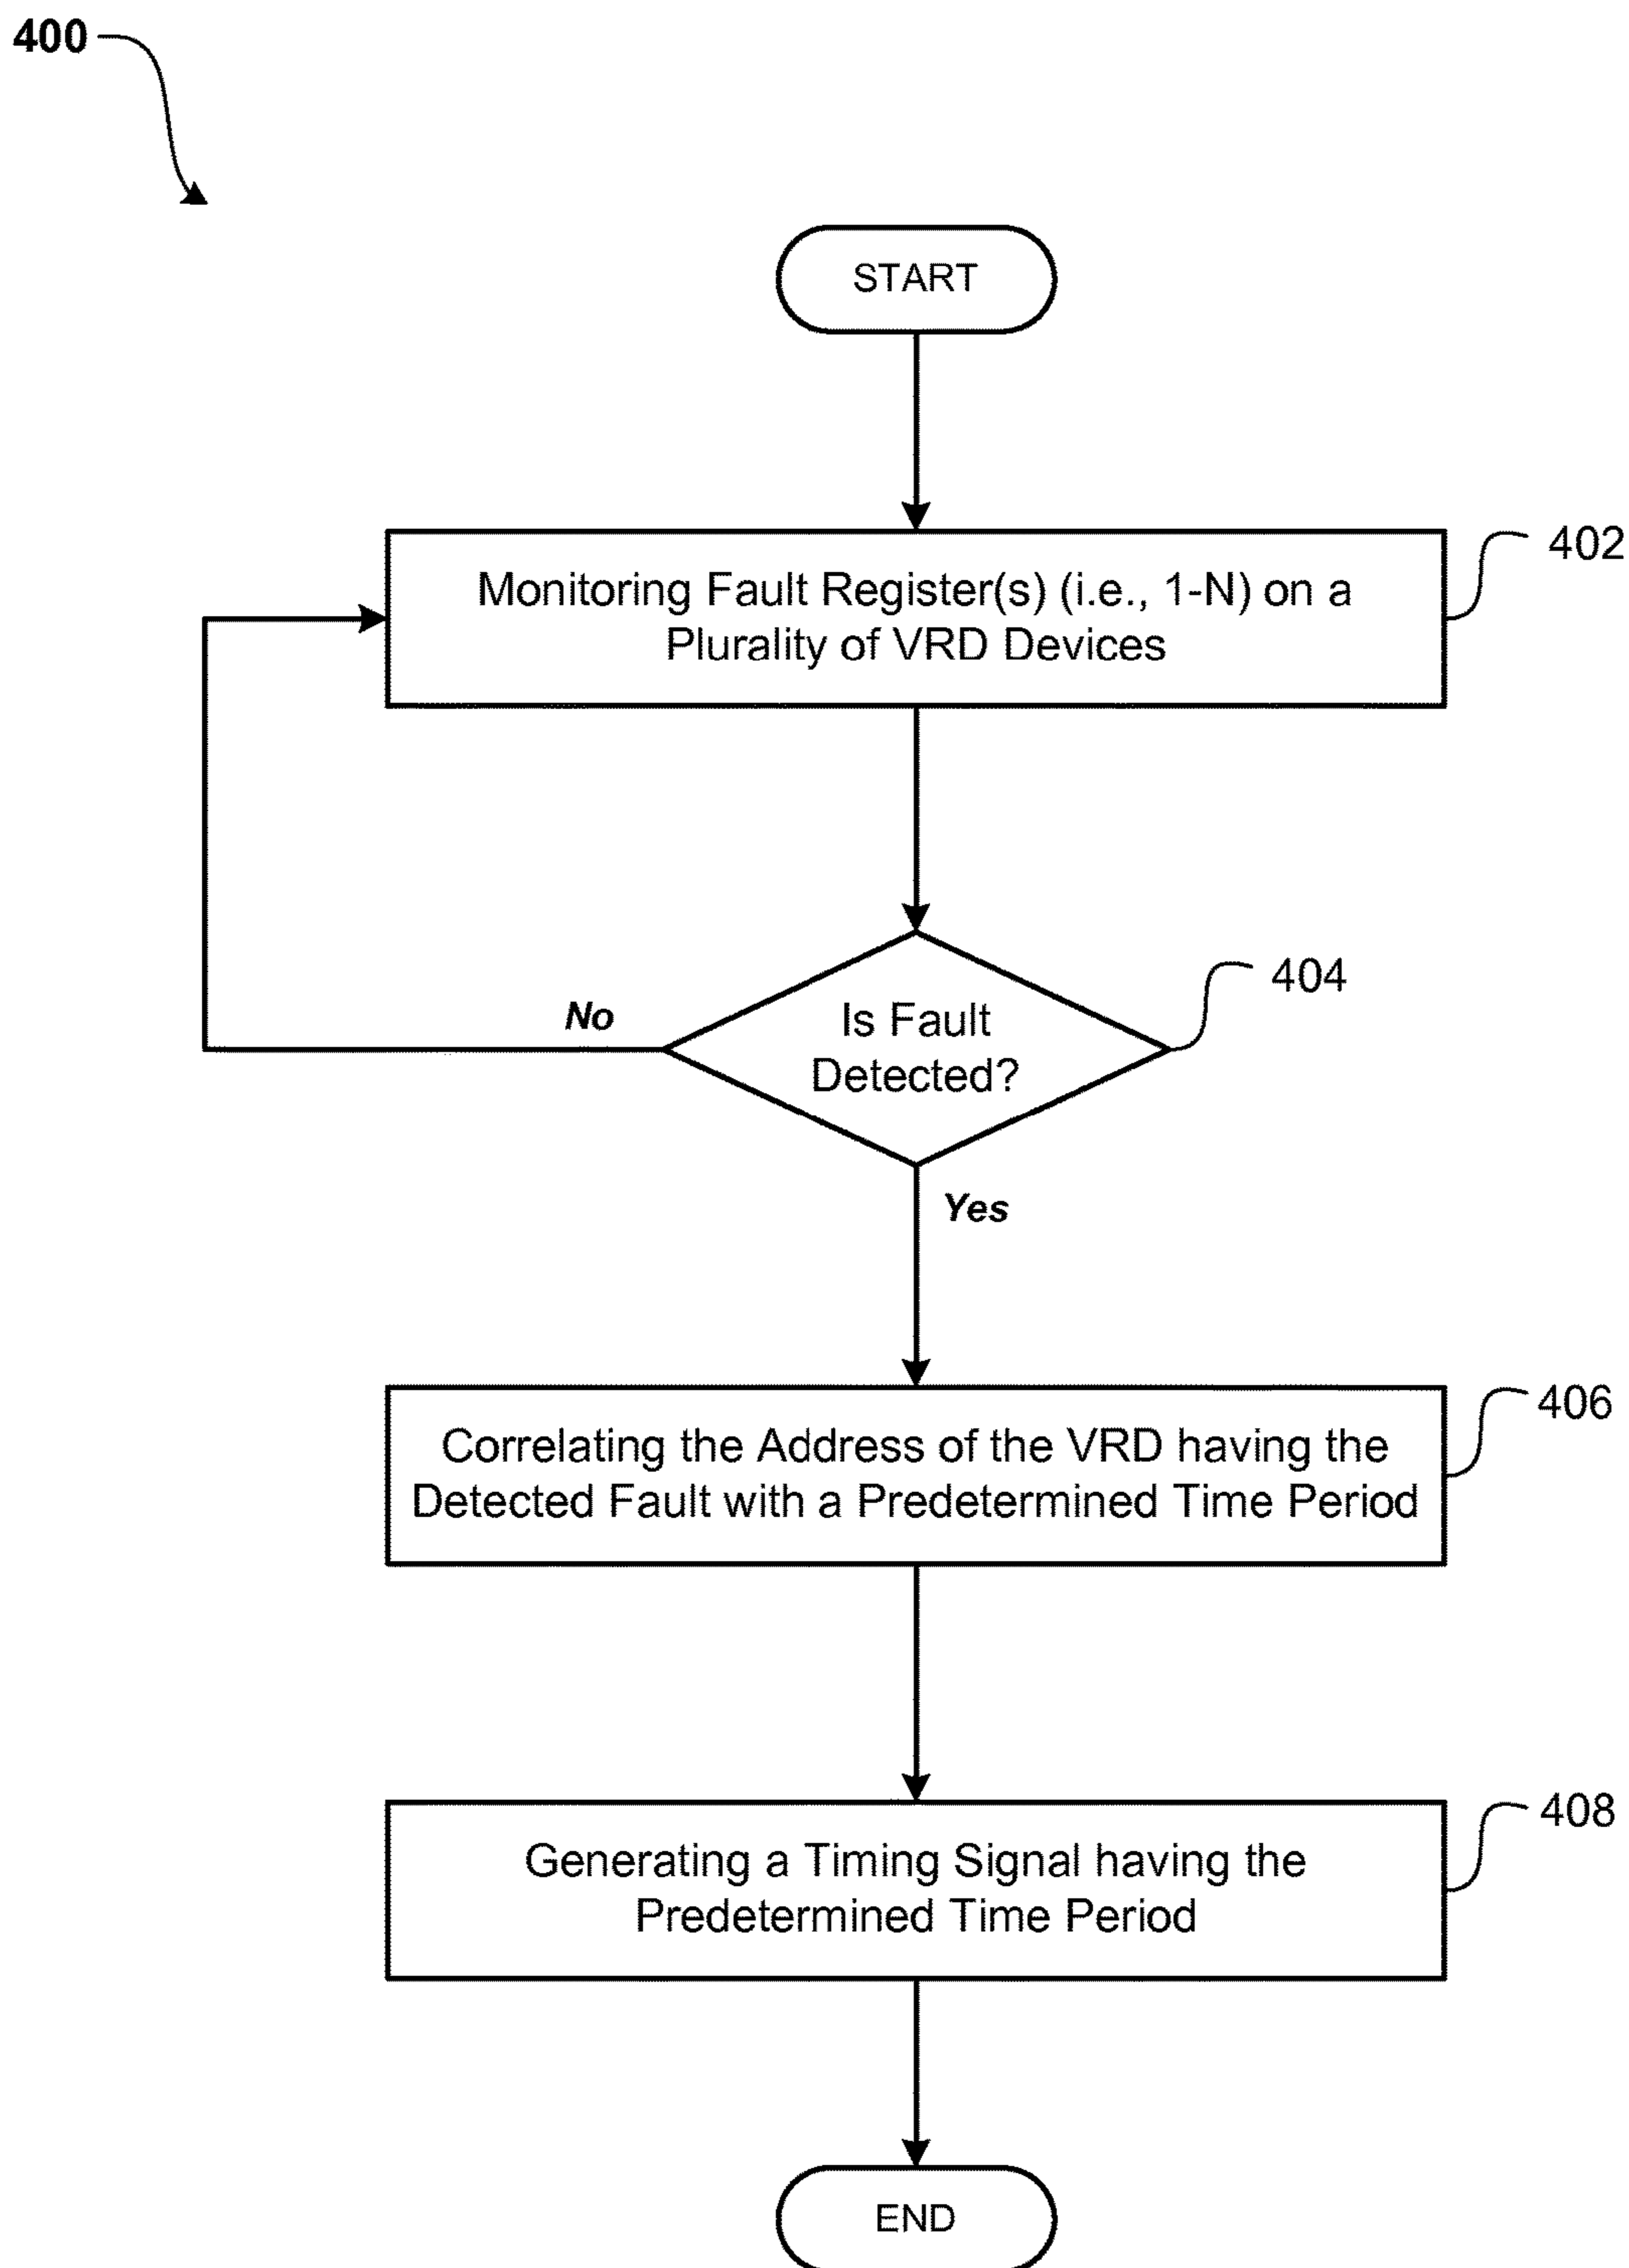 400
START
Monitoring Fault Register(s) (i.e., 1-N) on a
Plurality of VRD Devices
402
Is Fault
Detected?
404
No
Yes
Correlating the Address of the VRD having the
Detected Fault with a Predetermined Time Period
406
Generating a Timing Signal having the
Predetermined Time Period
408
END